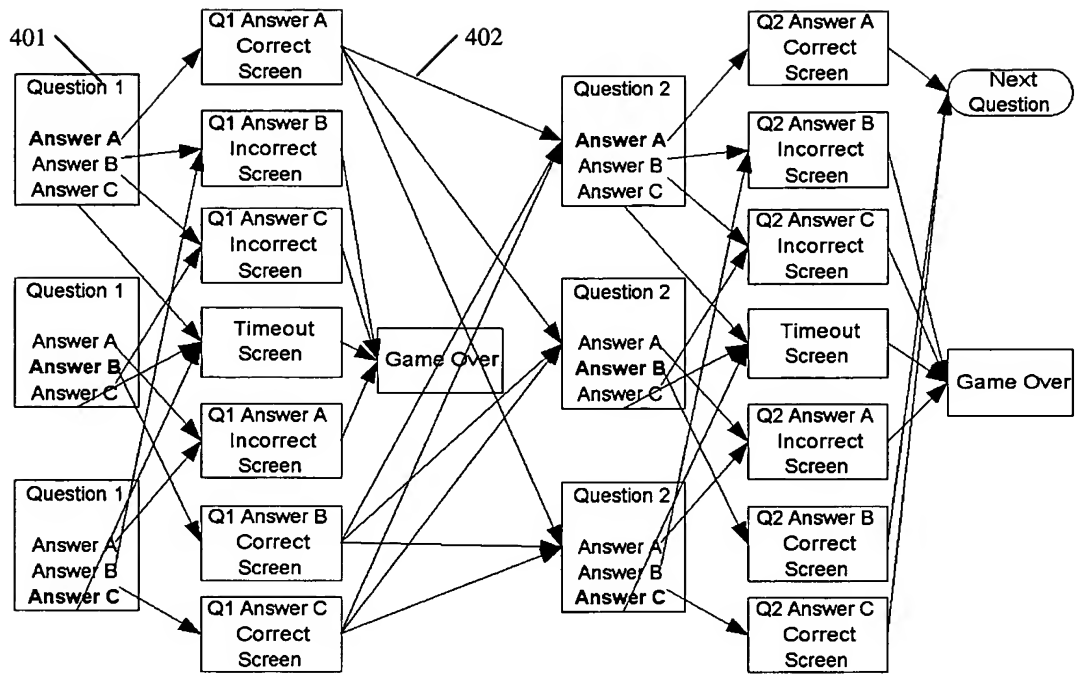 401
Question 1
Answer A
Answer B
Answer C
Question 1
Answer A
Answer B
Answer C
Question 1
Answer A
Answer B
Answer C
Q1 Answer A
Correct
Screen
Q1 Answer B
Incorrect
Screen
Q1 Answer C
Incorrect
Screen
Timeout
Screen
Q1 Answer A
Incorrect
Screen
Q1 Answer B
Correct
Screen
Q1 Answer C
Correct
Screen
402
Game Over
Question 2
Answer A
Answer B
Answer C
Question 2
Answer A
Answer B
Answer C
Question 2
Answer A
Answer B
Answer C
Q2 Answer A
Correct
Screen
Q2 Answer B
Incorrect
Screen
Q2 Answer C
Incorrect
Screen
Timeout
Screen
Q2 Answer A
Incorrect
Screen
Q2 Answer B
Correct
Screen
Q2 Answer C
Correct
Screen
Next
Question
Game Over